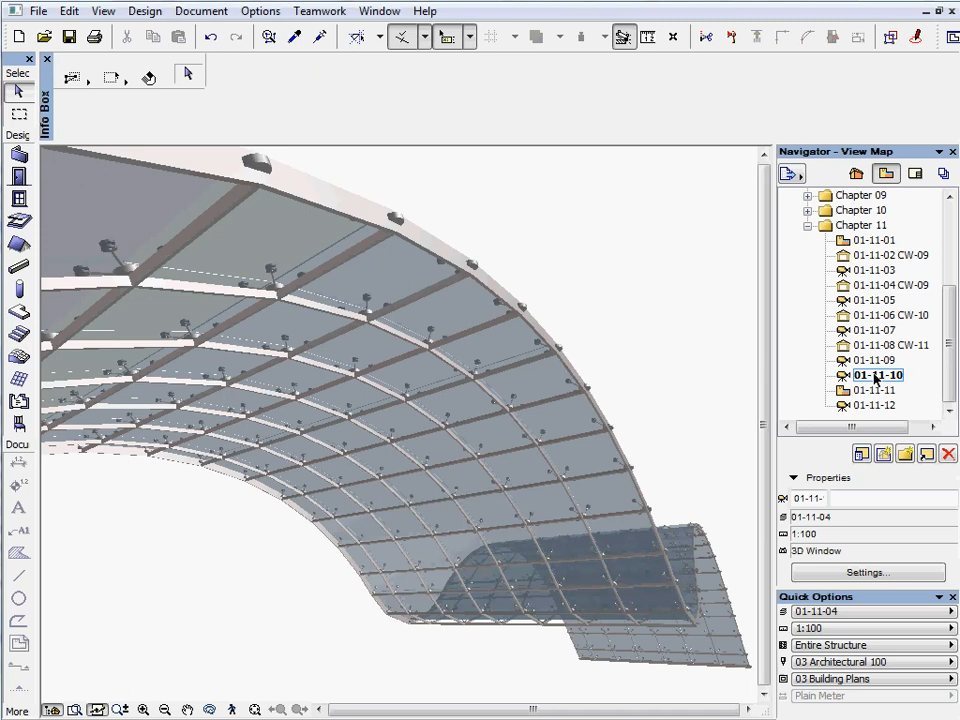 File Edit View Design Document Options Teamwork Window Help
Selec
Info Box
Desig
Docu
A1
More
Navigator - View Map
Chapter 09
Chapter 10
Chapter 11
01-11-01
01-11-02 CW-09
01-11-03
01-11-04 CW-09
01-11-05
01-11-06 CW-10
01-11-07
01-11-08 CW-11
01-11-09
01-11-10
01-11-11
01-11-12
Properties
01-11-
01-11-04
1:100
3D Window
Settings...
Quick Options
01-11-04
1:100
Entire Structure
03 Architectural 100
03 Building Plans
Plain Meter